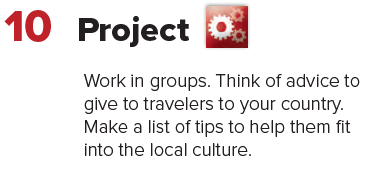 10 Project
Work in groups. Think of advice to
give to travelers to your country.
Make a list of tips to help them fit
into the local culture.